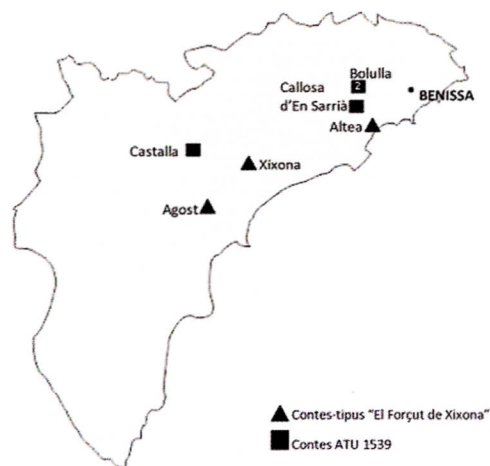 Bolulla
2
Callosa
d'En Sarrià
BENISSA
Altea
Castalla
Xixona
Agost
Contes-tipus "El Forçut de Xixona"
Contes ATU 1539